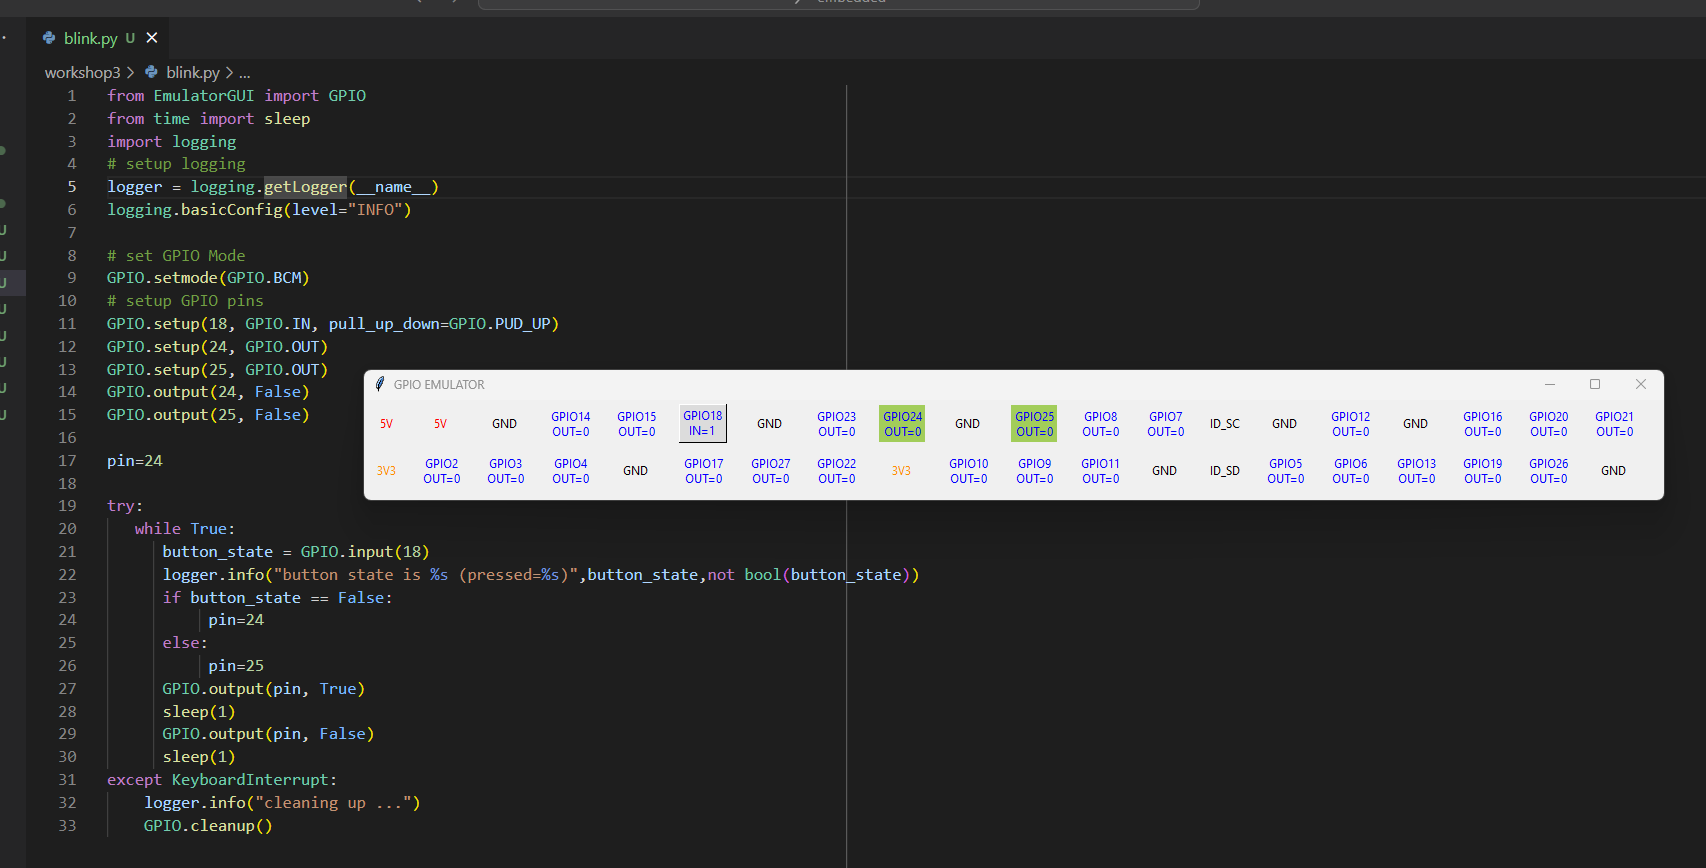 Embedded
blink.py U
workshop3 > blink.py > ...
1 from EmulatorGUI import GPIO
2 from time import sleep
3 import logging
4 # setup logging
5 logger = logging.getLogger(__name__)
6 logging.basicConfig(level="INFO")
7
8 # set GPIO Mode
9 GPIO.setmode(GPIO.BCM)
10 # setup GPIO pins
11 GPIO.setup(18, GPIO.IN, pull_up_down=GPIO.PUD_UP)
12 GPIO.setup(24, GPIO.OUT)
13 GPIO.setup(25, GPIO.OUT)
14 GPIO.output(24, False)
15 GPIO.output(25, False)
16
17 pin=24
18
19 try:
20 while True:
21 button_state = GPIO.input(18)
22 logger.info("button state is %s (pressed=%s)",button_state,not bool(button_state))
23 if button_state == False:
24 pin=24
25 else:
26 pin=25
27 GPIO.output(pin, True)
28 sleep(1)
29 GPIO.output(pin, False)
30 sleep(1)
31 except KeyboardInterrupt:
32 logger.info("cleaning up ...")
33 GPIO.cleanup()
GPIO EMULATOR
5V 5V GND GPIO14 GPIO15 GPIO18 GND GPIO23 GPIO24 GND GPIO25 GPIO8 GPIO7 ID_SC GND GPIO12 GND GPIO16 GPIO20 GPIO21
OUT=0 OUT=0 IN=1 OUT=0 OUT=0 OUT=0 OUT=0 OUT=0 OUT=0 OUT=0 OUT=0 OUT=0
3V3 GPIO2 GPIO3 GPIO4 GND GPIO17 GPIO27 GPIO22 3V3 GPIO10 GPIO9 GPIO11 GND ID_SD GPIO5 GPIO6 GPIO13 GPIO19 GPIO26 GND
OUT=0 OUT=0 OUT=0 OUT=0 OUT=0 OUT=0 OUT=0 OUT=0 OUT=0 OUT=0 OUT=0 OUT=0 OUT=0 OUT=0
U
U
U
U
U
U
U
U